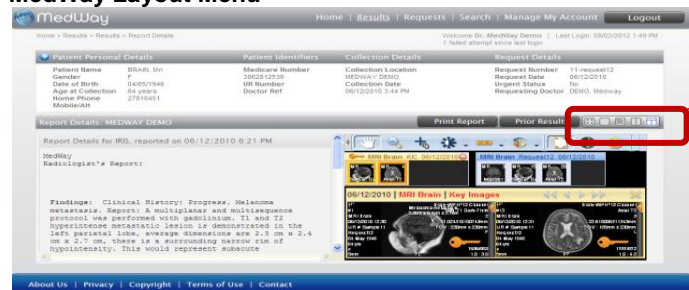 MedWay Layout Menu
MedWay
Home | Results | Requests | Search | Manage My Account Logout
Home > Results > Results > Report Details
Welcome Dr. MedWay Demo | Last Login: 08/02/2012 1:49 PM
1 failed attempt since last login
Patient Personal Details Patient Identifiers Collection Details Request Details
Patient Name BRAIN, Mri Medicare Number Collection Location Request Number 11-request12
Gender F 3062812536 MEDWAY DEMO Request Date 06/12/2010
Date of Birth 04/05/1946 UR Number Collection Date Urgent Status No
Age at Collection 64 years. Doctor Ref 06/12/2010 3:44 PM Requesting Doctor DEMO, Medway
Home Phone 27010451
Mobile/Alt
Report Details: MEDWAY DEMO Print Report Prior Result
Report Details for IRIS, reported on 06/12/2010 6:21 PM
MedWay
Radiologist's Report:
MRI Brain KIC 06/12/2010
MRI Brain Request12 06/12/2010
06/12/2010 | MRI Brain | Key Images
Findings: Clinical History: Progress. Melanoma
metastasis. Report: A multiplanar and multisequence
protocol was performed with gadolinium. T1 and T2
hyperintense metastatic lesion is demonstrated in the
left parietal lobe, average dimensions are 2.3 cm x 2.4
cm x 2.7 cm, there is a surrounding narrow rim of
hypointensity. This would represent subacute
About Us | Privacy | Copyright | Terms of Use | Contact